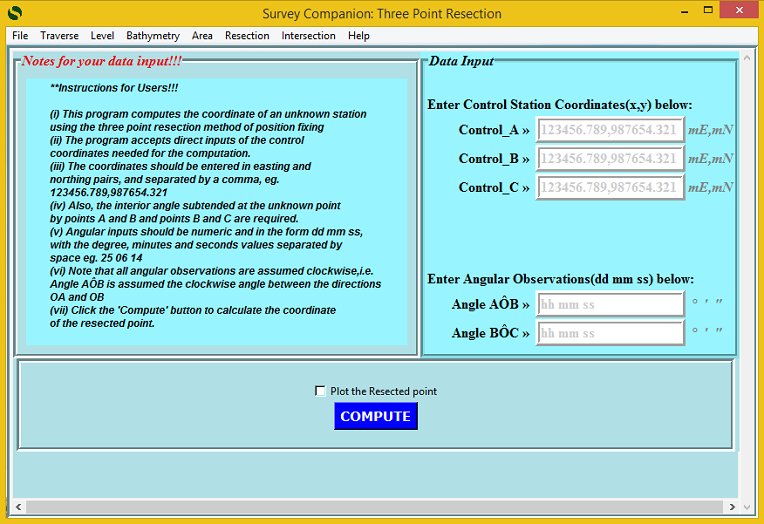 Survey Companion: Three Point Resection
File Traverse Level Bathymetry Area Resection Intersection Help
Notes for your data input!!!
**Instructions for Users!!!
(i) This program computes the coordinate of an unknown station
using the three point resection method of position fixing
(ii) The program accepts direct inputs of the control
coordinates needed for the computation.
(iii) The coordinates should be entered in easting and
northing pairs, and separated by a comma, eg.
123456.789,987654.321
(iv) Also, the interior angle subtended at the unknown point
by points A and B and points B and C are required.
(v) Angular inputs should be numeric and in the form dd mm ss,
with the degree, minutes and seconds values separated by
space eg. 25 06 14
(vi) Note that all angular observations are assumed clockwise,i.e.
Angle AÔB is assumed the clockwise angle between the directions
OA and OB
(vii) Click the 'Compute' button to calculate the coordinate
of the resected point.
Data Input
Enter Control Station Coordinates(x,y) below:
Control_A » 123456.789,987654.321 mE,mN
Control_B » 123456.789,987654.321 mE,mN
Control_C » 123456.789,987654.321 mE,mN
Enter Angular Observations(dd mm ss) below:
Angle AÔB » hh mm ss ° ' "
Angle BÔC » hh mm ss ° ' "
Plot the Resected point
COMPUTE